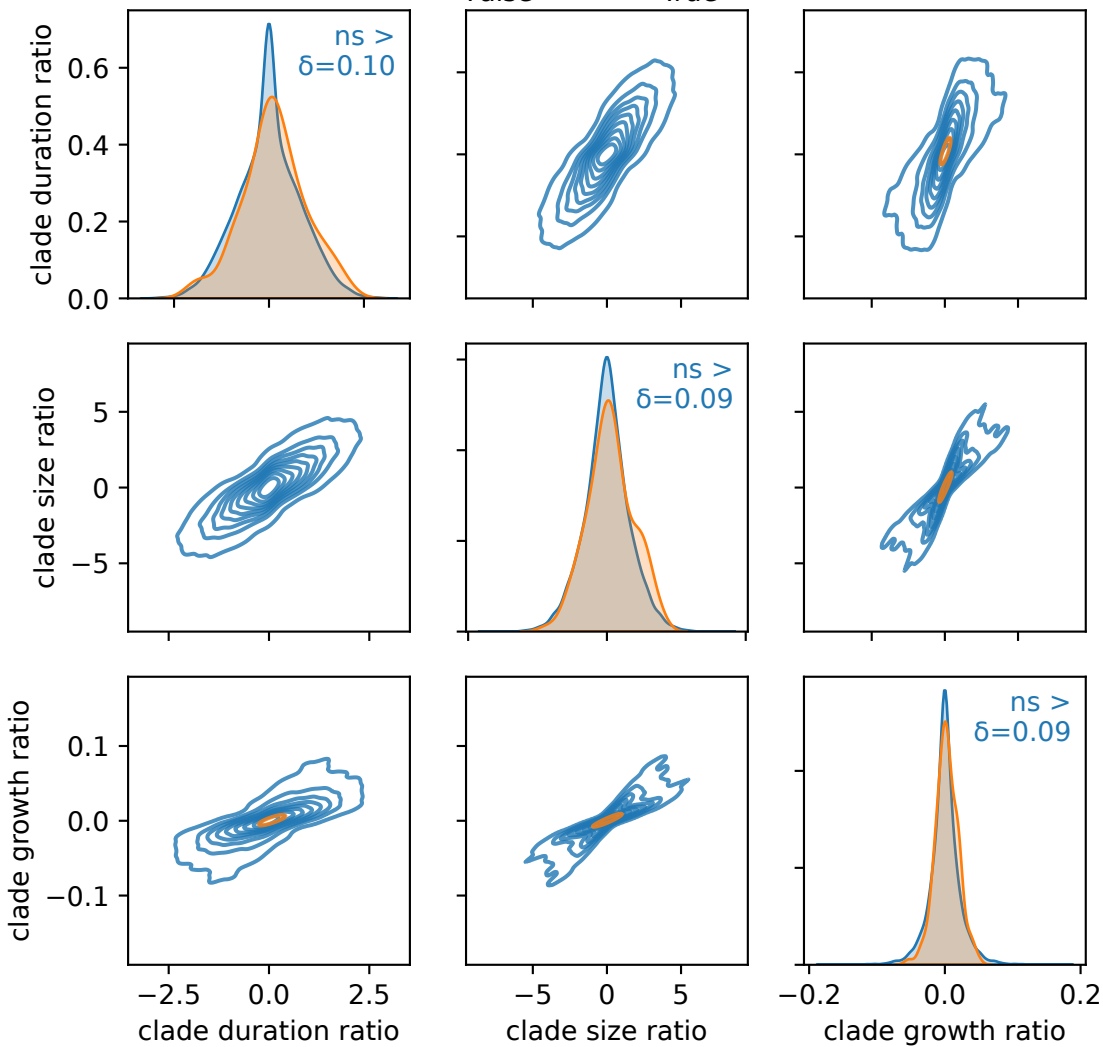 clade duration ratio
0.6
0.4
0.2
0.0
ns >
δ=0.10
clade size ratio
5
0
−5
ns >
δ=0.09
clade growth ratio
0.1
0.0
−0.1
ns >
δ=0.09
−2.5 0.0 2.5
−5 0 5
−0.2 0.0 0.2
clade duration ratio
clade size ratio
clade growth ratio